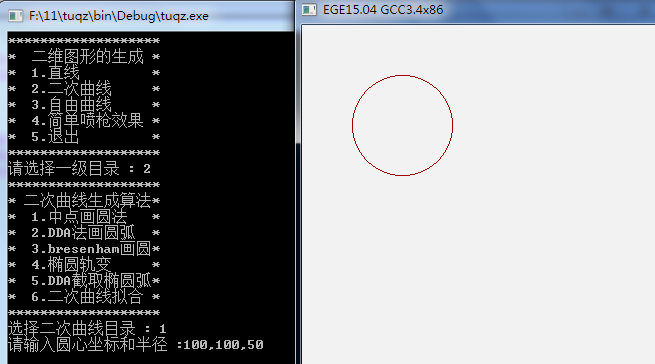 F:\11\tuqz\bin\Debug\tuqz.exe
*******************
*  二维图形的生成 *
*  1.直线         *
*  2.二次曲线     *
*  3.自由曲线     *
*  4.简单喷枪效果 *
*  5.退出         *
*******************
请选择一级目录 : 2
*******************
* 二次曲线生成算法*
*  1.中点画圆法   *
*  2.DDA法画圆弧  *
*  3.bresenham画圆*
*  4.椭圆轨变     *
*  5.DDA截取椭圆弧*
*  6.二次曲线拟合 *
*******************
选择二次曲线目录 : 1
请输入圆心坐标和半径 :100,100,50
EGE15.04 GCC3.4x86